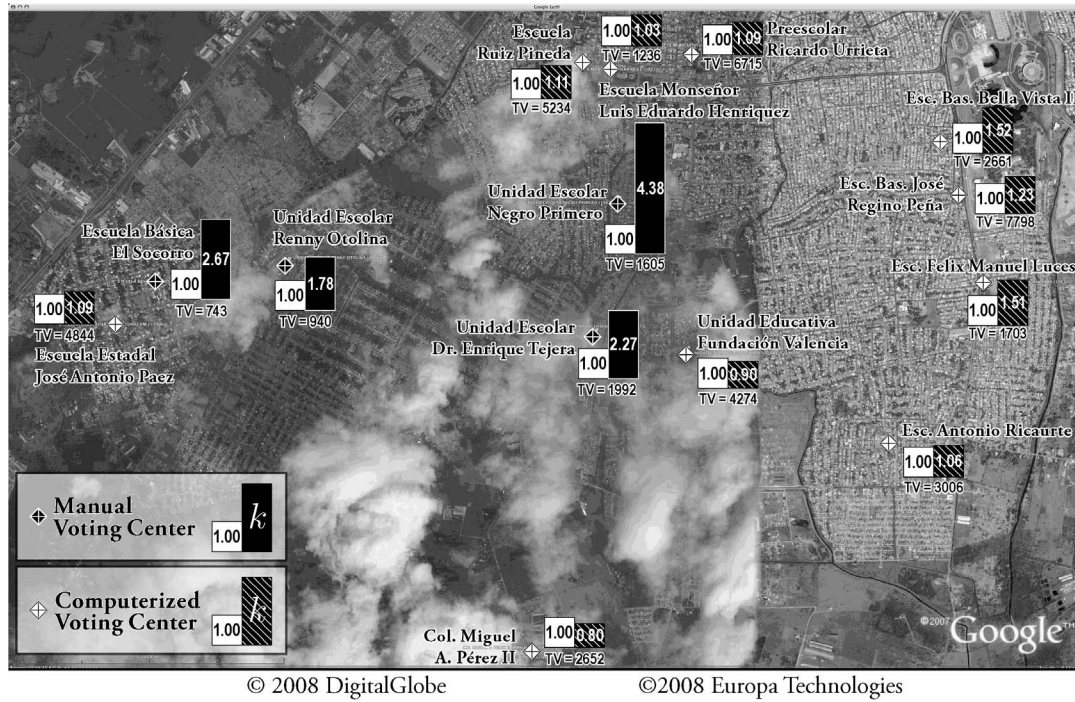 Google Earth
Escuela
Ruiz Pineda
1.00 1.11
TV = 5234
1.00 1.03
TV = 1236
Escuela Monseñor
Luis Eduardo Henriquez
1.00 1.09
TV = 6715
Preescolar
Ricardo Urrieta
Esc. Bas. Bella Vista II
1.00 1.52
TV = 2661
Esc. Bas. José
Regino Peña
1.00 1.23
TV = 7798
Unidad Escolar
Negro Primero
1.00 4.38
TV = 1605
Unidad Escolar
Renny Otolina
1.00 1.78
TV = 940
Escuela Básica
El Socorro
1.00 2.67
TV = 743
1.00 1.09
TV = 4844
Escuela Estadal
José Antonio Paez
Esc. Felix Manuel Luces
1.00 1.51
TV = 1703
Unidad Escolar
Dr. Enrique Tejera
1.00 2.27
TV = 1992
Unidad Educativa
Fundación Valencia
1.00 0.90
TV = 4274
Esc. Antonio Ricaurte
1.00 1.06
TV = 3006
Manual
Voting Center
1.00 k
Computerized
Voting Center
1.00 k
Col. Miguel
A. Pérez II
1.00 0.80
TV = 2652
©2007 Google™
© 2008 DigitalGlobe
©2008 Europa Technologies